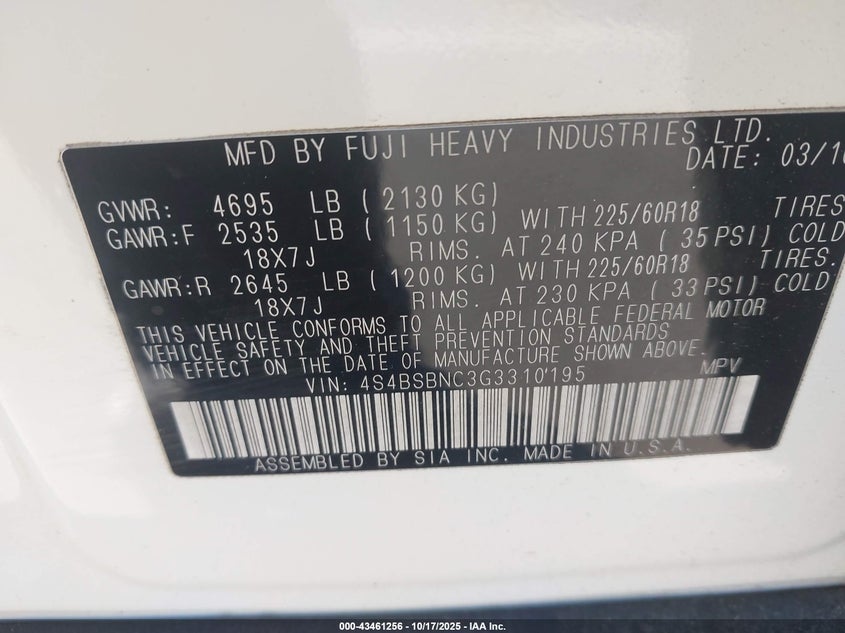 MFD BY FUJI HEAVY INDUSTRIES LTD.
DATE: 03/1
GVWR: 4695 LB (2130 KG)
GAWR:F 2535 LB (1150 KG) WITH 225/60R18 TIRES
18X7J RIMS. AT 240 KPA (35PSI) COLD
GAWR:R 2645 LB (1200 KG) WITH 225/60R18 TIRES.
18X7J RIMS. AT 230 KPA (33PSI) COLD
THIS VEHICLE CONFORMS TO ALL APPLICABLE FEDERAL MOTOR
VEHICLE SAFETY AND THEFT PREVENTION STANDARDS
IN EFFECT ON THE DATE OF MANUFACTURE SHOWN ABOVE.
VIN: 4S4BSBNC3G3310195 MPV
ASSEMBLED BY SIA INC. MADE IN U.S.A.
000-43461256 - 10/17/2025 - IAA Inc.